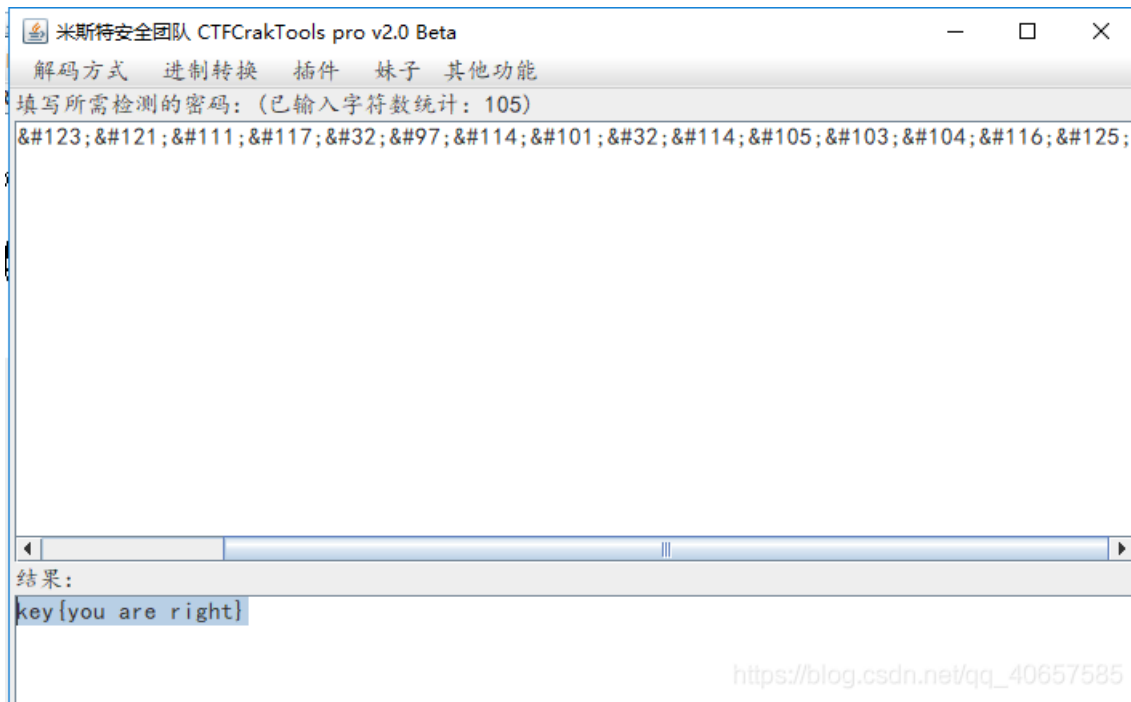 米斯特安全团队 CTFCrakTools pro v2.0 Beta
解码方式 进制转换 插件 妹子 其他功能
填写所需检测的密码：(已输入字符数统计：105)
&#123;&#121;&#111;&#117;&#32;&#97;&#114;&#101;&#32;&#114;&#105;&#103;&#104;&#116;&#125;
结果：
key{you are right}
https://blog.csdn.net/qq_40657585